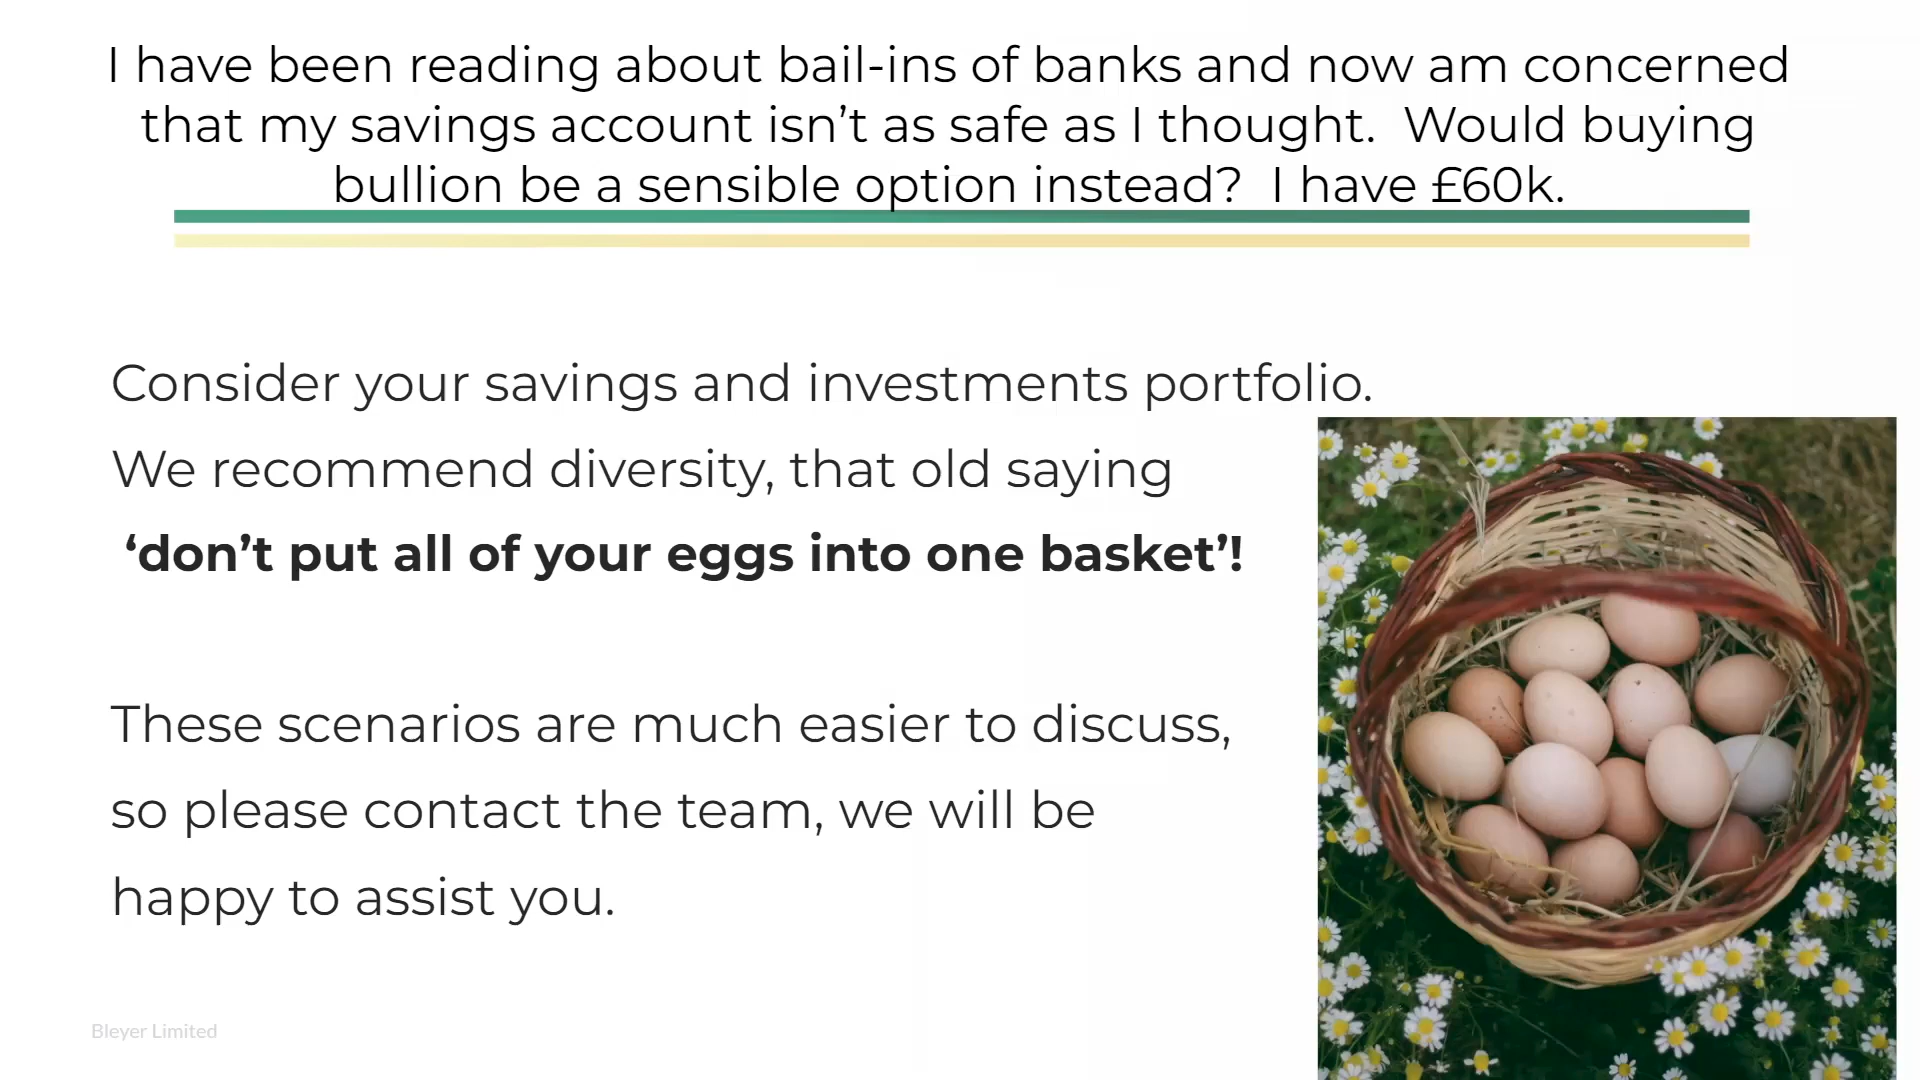 I have been reading about bail-ins of banks and now am concerned
that my savings account isn’t as safe as I thought.  Would buying
bullion be a sensible option instead?  I have £60k.
Consider your savings and investments portfolio.
We recommend diversity, that old saying
‘don’t put all of your eggs into one basket’!
These scenarios are much easier to discuss,
so please contact the team, we will be
happy to assist you.
Bleyer Limited